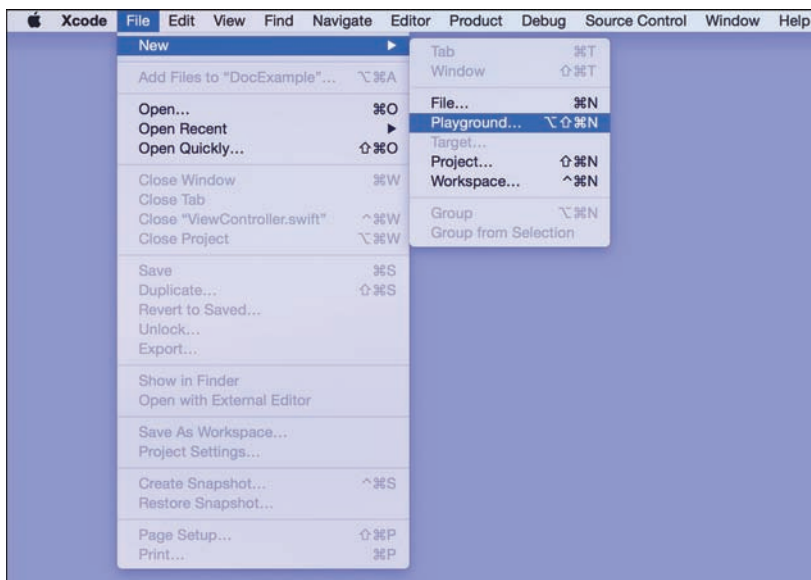 Xcode File Edit View Find Navigate Editor Product Debug Source Control Window Help
New ▶
Add Files to "DocExample"... ⌥⌘A
Open... ⌘O
Open Recent ▶
Open Quickly... ⇧⌘O
Close Window ⌘W
Close Tab
Close "ViewController.swift" ^⌘W
Close Project ⌥⌘W
Save ⌘S
Duplicate... ⇧⌘S
Revert to Saved...
Unlock...
Export...
Show in Finder
Open with External Editor
Save As Workspace...
Project Settings...
Create Snapshot... ^⌘S
Restore Snapshot...
Page Setup... ⇧⌘P
Print... ⌘P
Tab ⌘T
Window ⇧⌘T
File... ⌘N
Playground... ⌥⇧⌘N
Target...
Project... ⇧⌘N
Workspace... ^⌘N
Group ⌥⌘N
Group from Selection